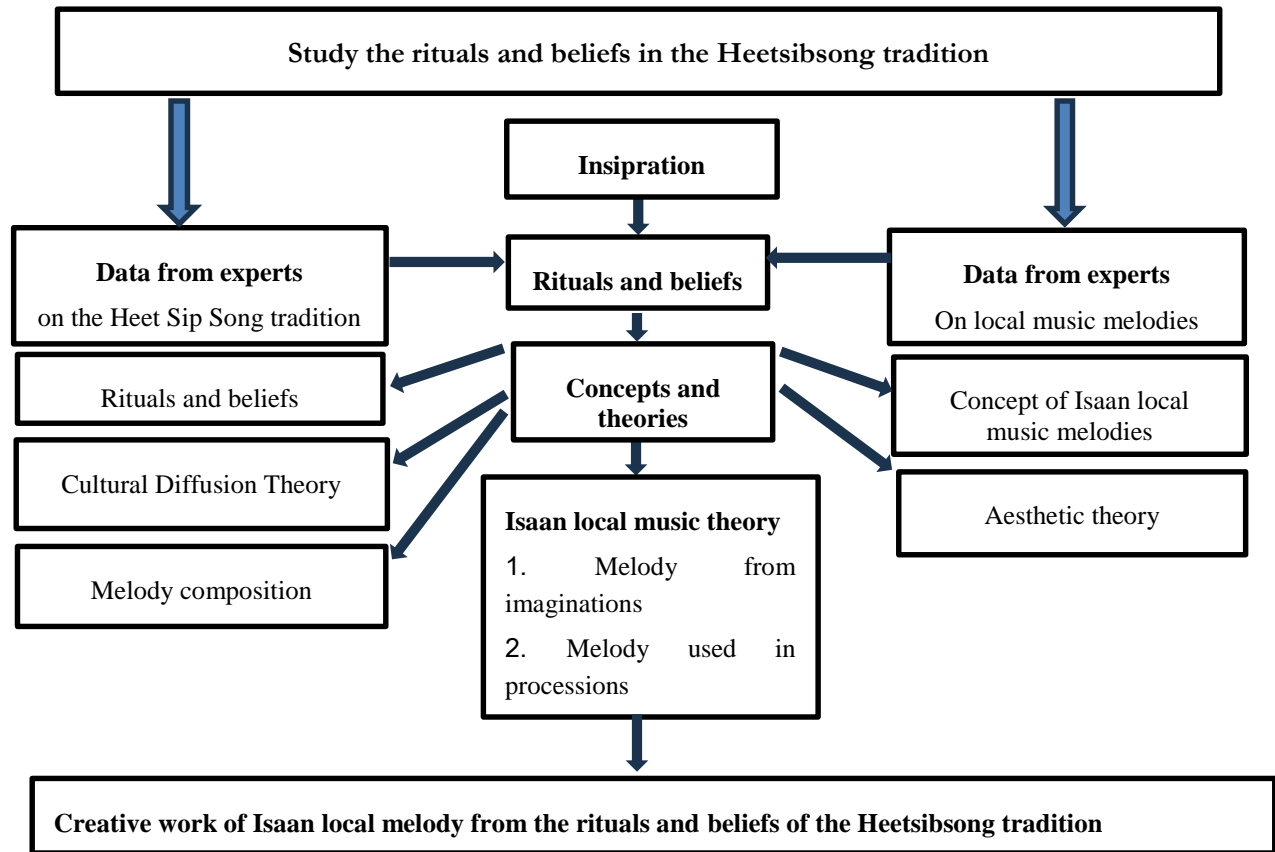 Study the rituals and beliefs in the Heetsibsong tradition
Insipration
Data from experts
on the Heet Sip Song tradition
Rituals and beliefs
Data from experts
On local music melodies
Rituals and beliefs
Cultural Diffusion Theory
Melody composition
Concepts and
theories
Concept of Isaan local
music melodies
Aesthetic theory
Isaan local music theory
1. Melody from
imaginations
2. Melody used in
processions
Creative work of Isaan local melody from the rituals and beliefs of the Heetsibsong tradition